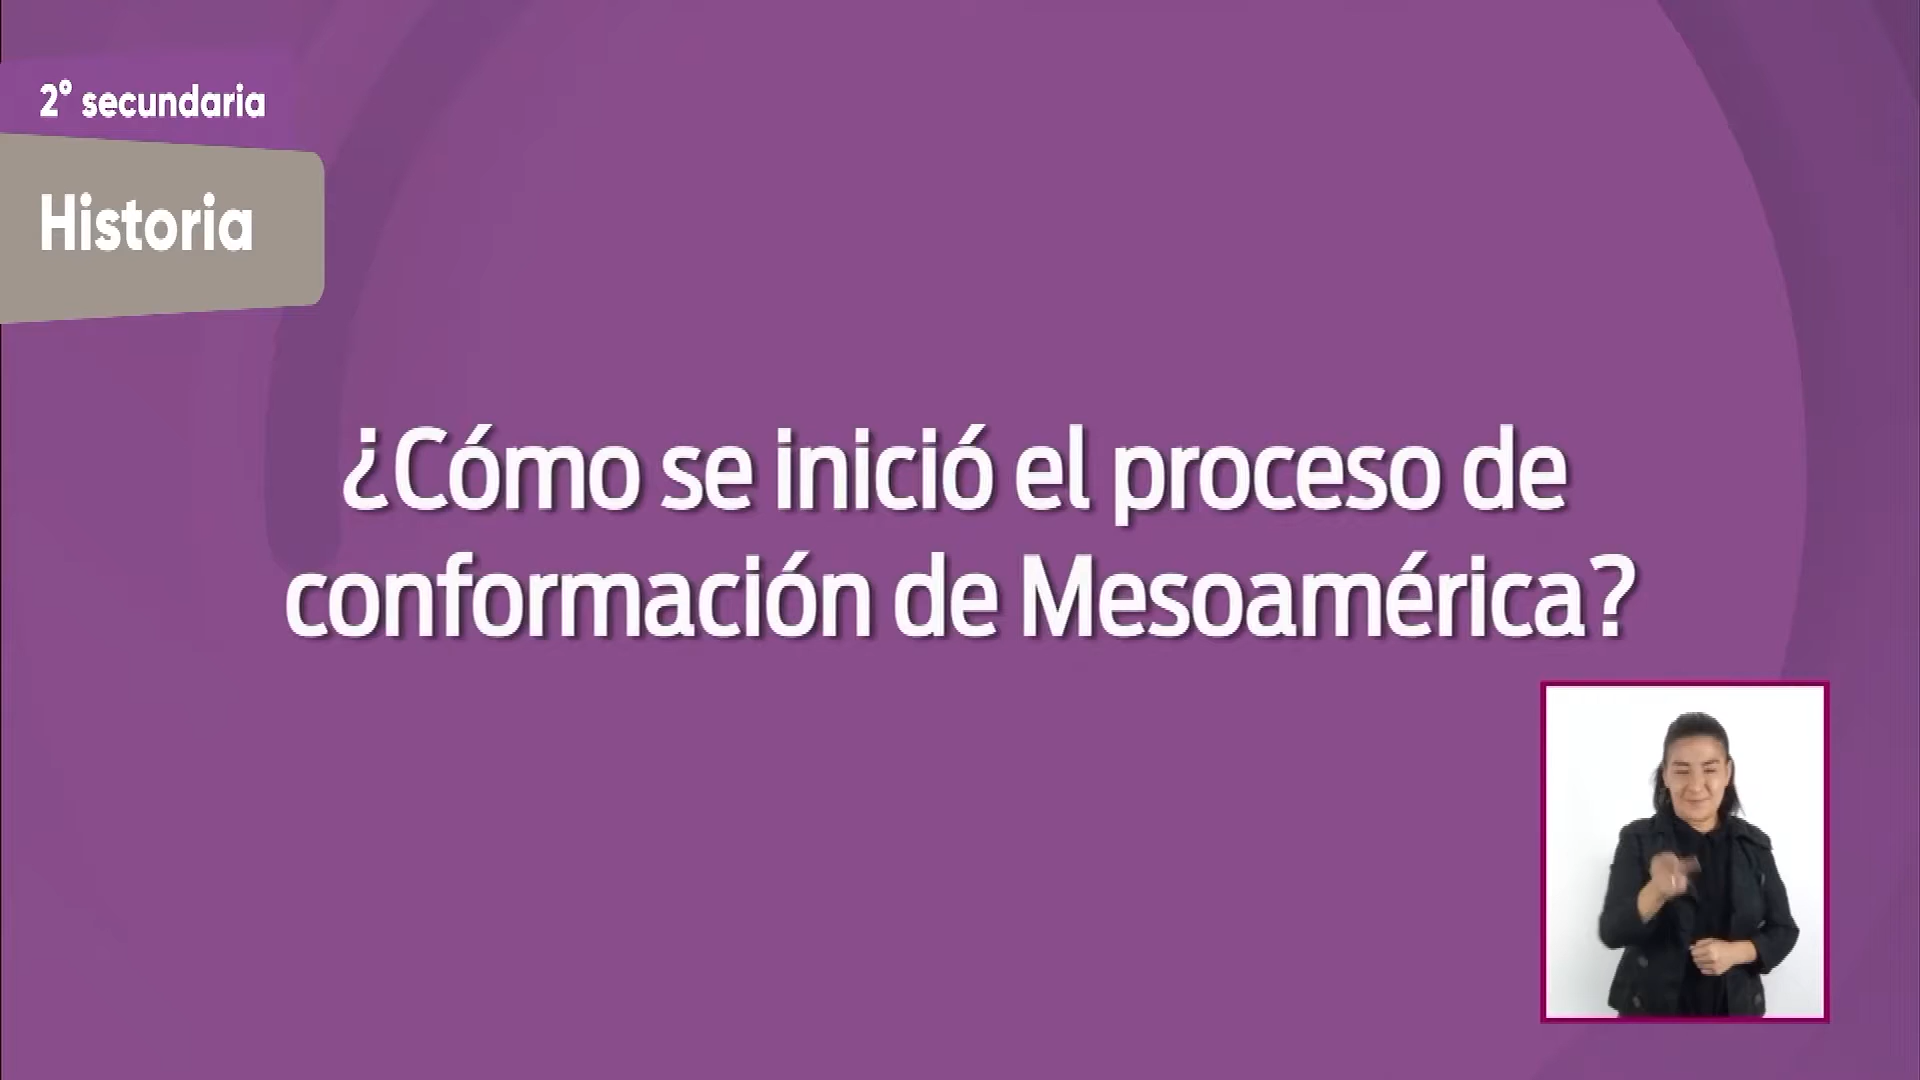 2° secundaria
Historia
¿Cómo se inició el proceso de
conformación de Mesoamérica?